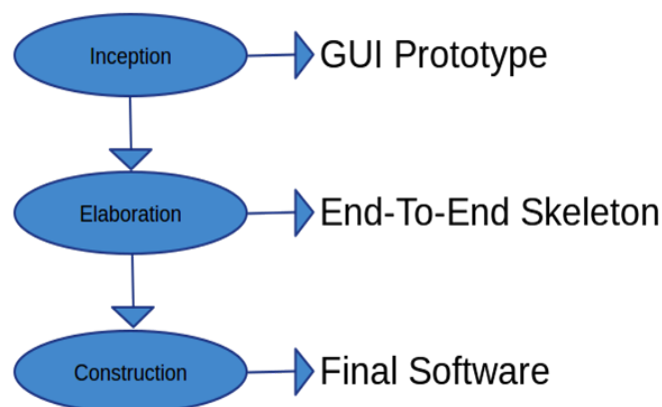 Inception
GUI Prototype
Elaboration
End-To-End Skeleton
Construction
Final Software